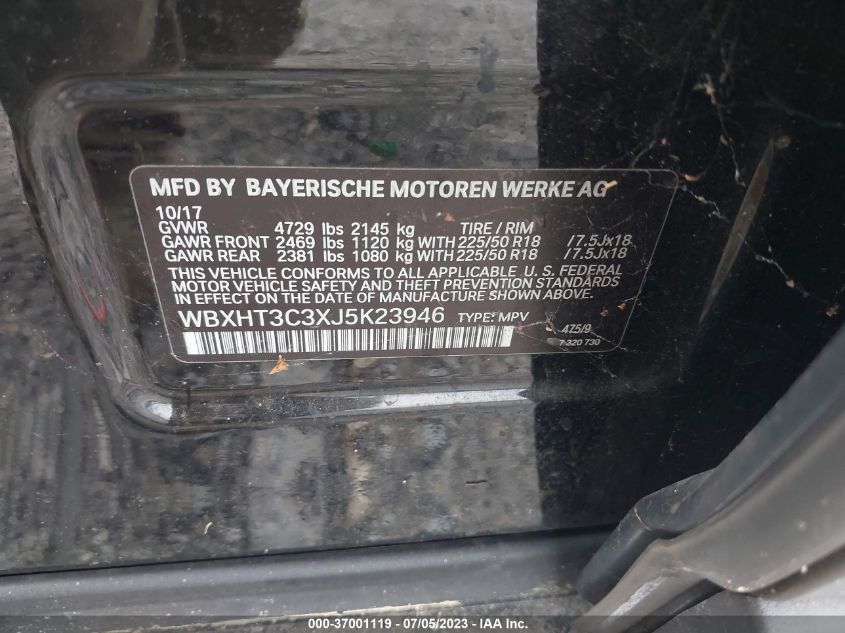 MFD BY BAYERISCHE MOTOREN WERKE AG
10/17
GVWR 4729 lbs 2145 kg TIRE / RIM
GAWR FRONT 2469 lbs 1120 kg WITH 225/50 R18 /7.5Jx18
GAWR REAR 2381 lbs 1080 kg WITH 225/50 R18 /7.5Jx18
THIS VEHICLE CONFORMS TO ALL APPLICABLE U.S. FEDERAL
MOTOR VEHICLE SAFETY AND THEFT PREVENTION STANDARDS
IN EFFECT ON THE DATE OF MANUFACTURE SHOWN ABOVE.
WBXHT3C3XJ5K23946 TYPE: MPV
475/9
7 320 730
000-37001119 - 07/05/2023 - © IAA, Inc.